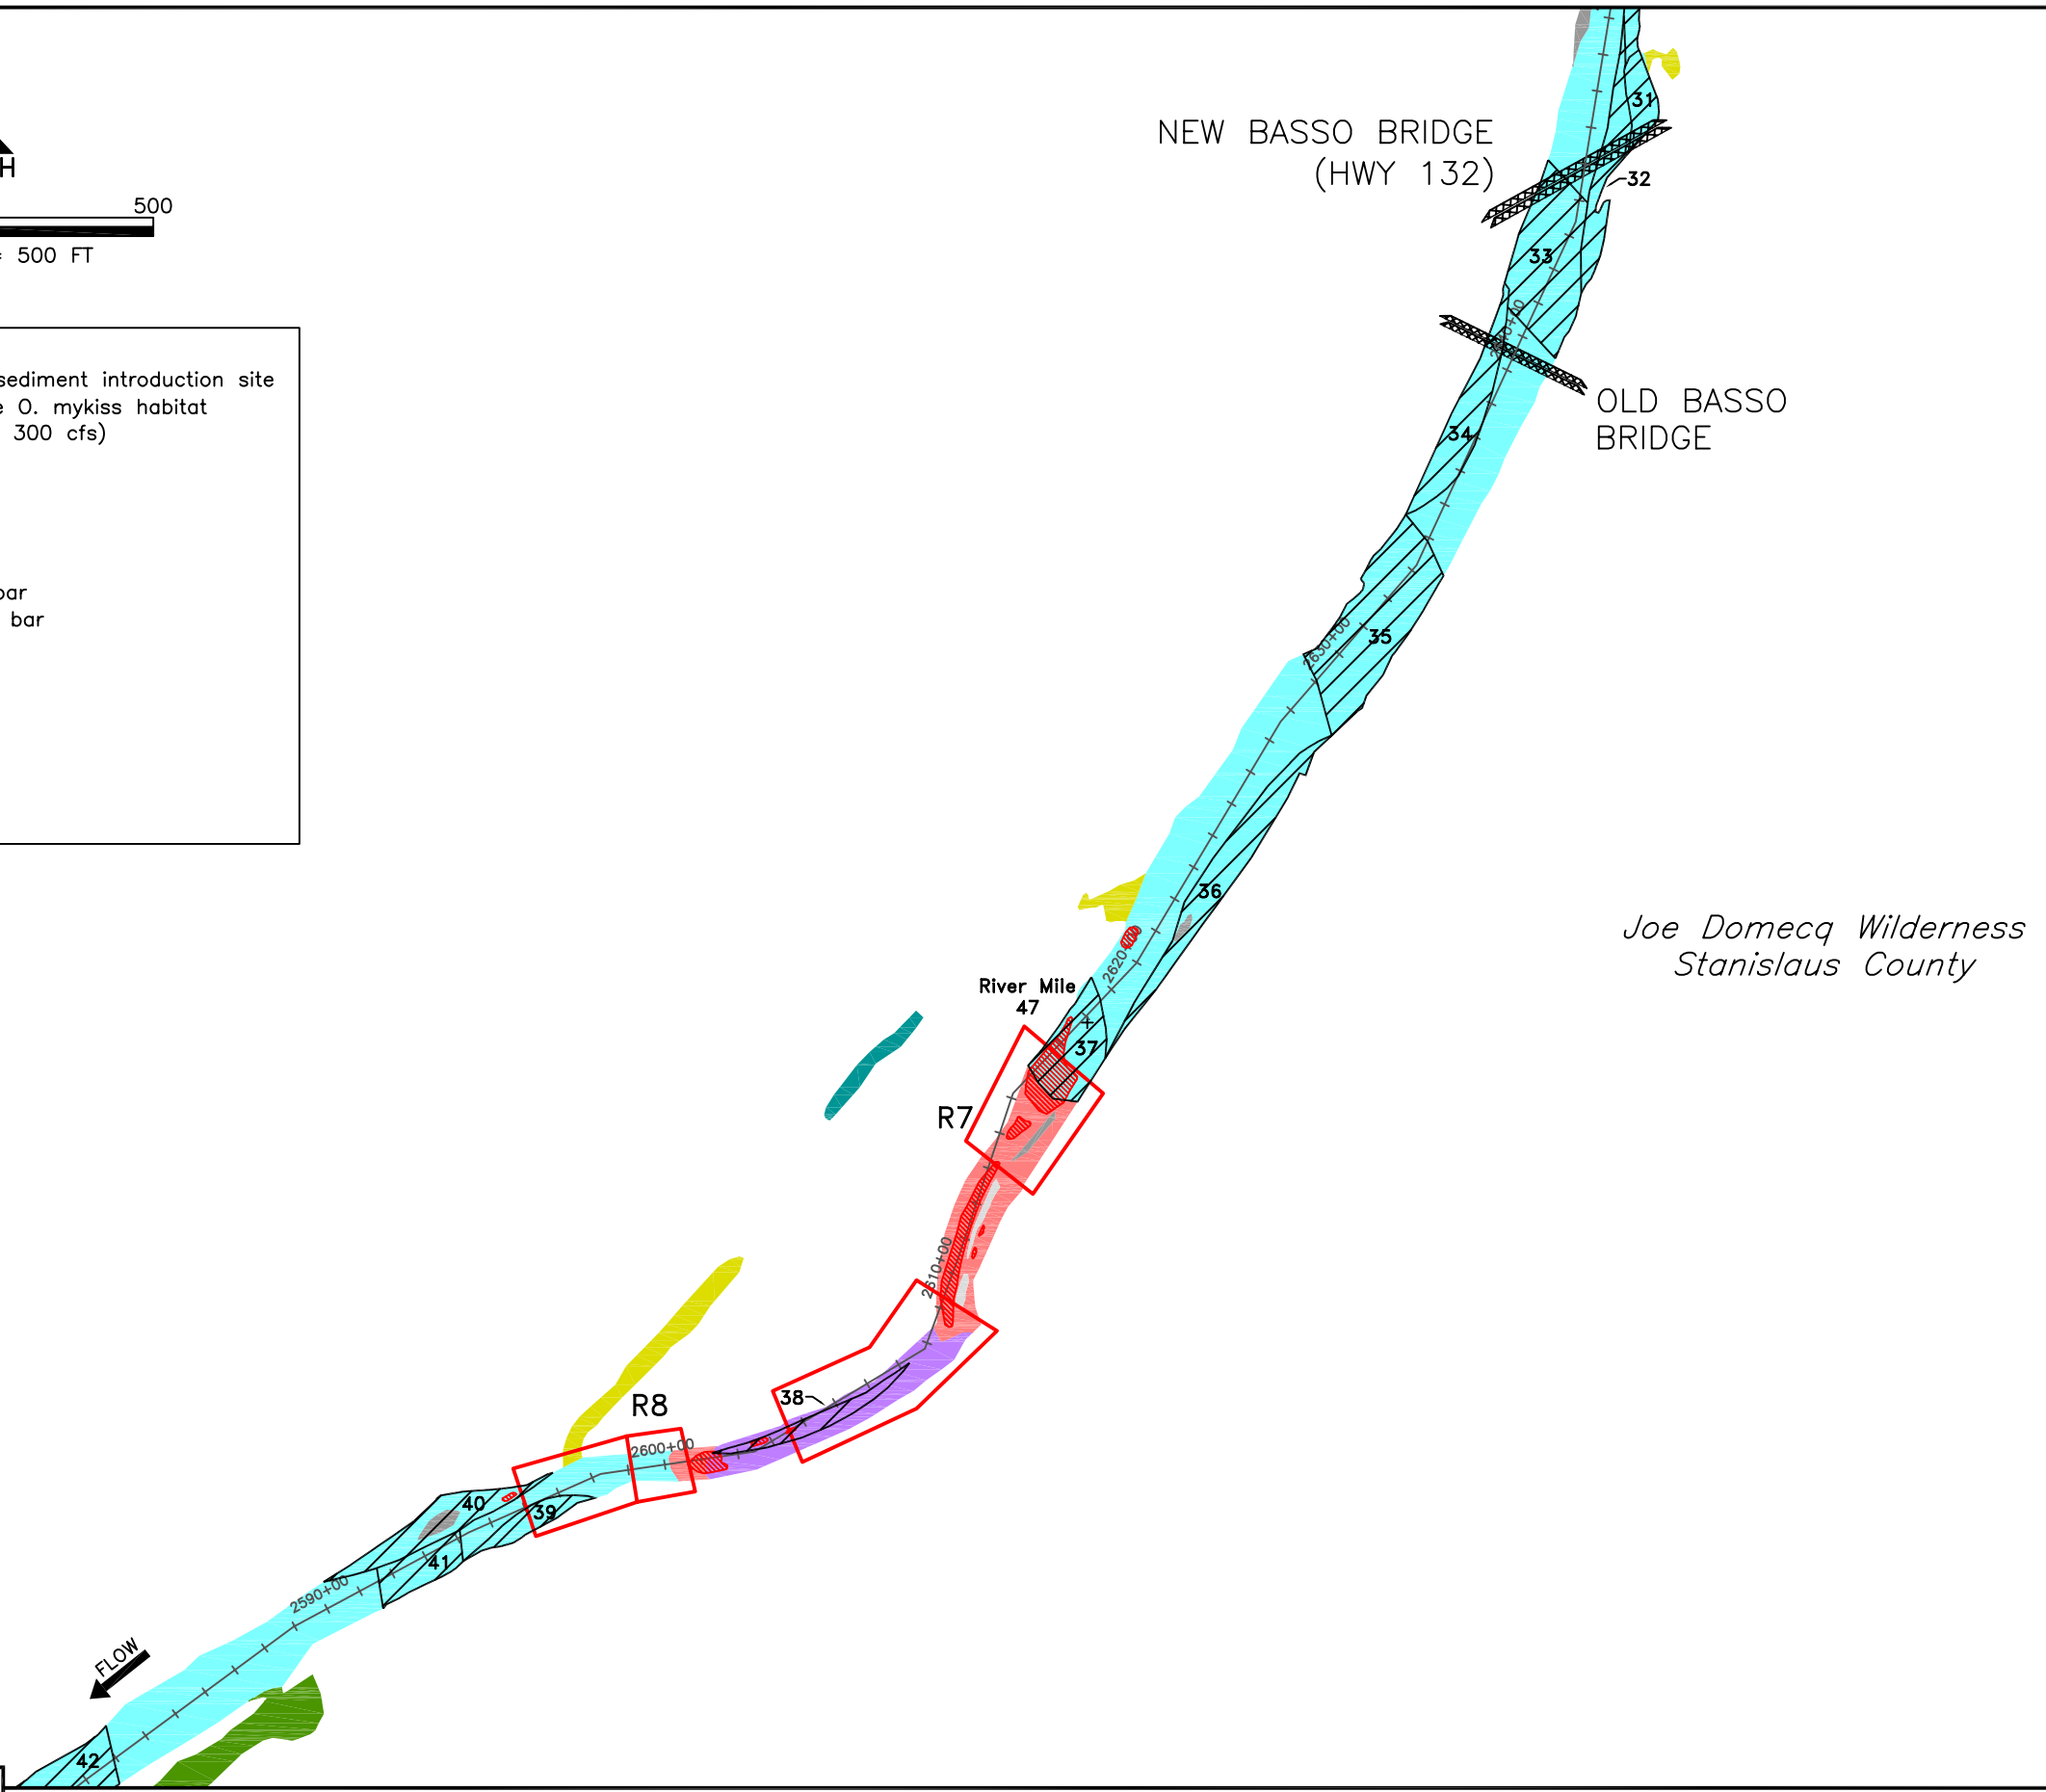 NEW BASSO BRIDGE
(HWY 132)
31
32
33
OLD BASSO
BRIDGE
34
H
500
500 FT
sediment introduction site
O. mykiss habitat
300 cfs)
bar
bar
2630+00
35
36
2620+00
Joe Domecq Wilderness
Stanislaus County
River Mile
47
37
R7
2610+00
38
R8
2600+00
40
39
41
2590+00
FLOW
42